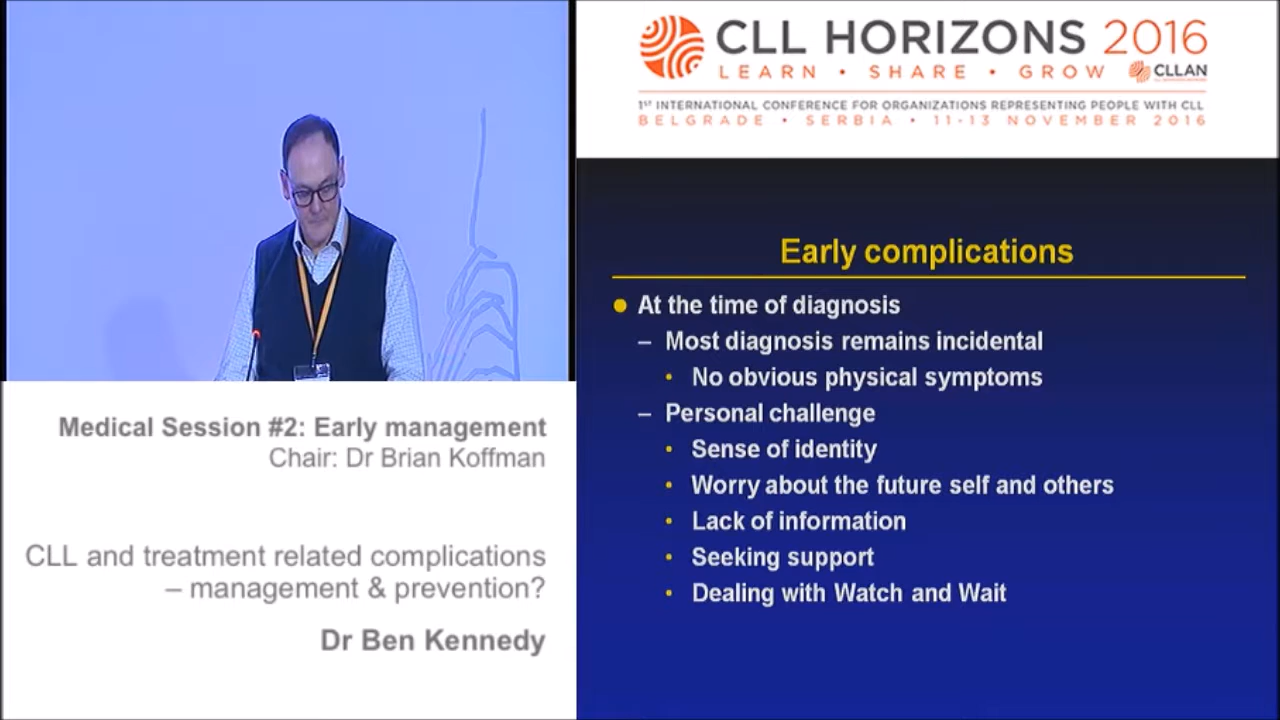 CLL HORIZONS 2016
LEARN • SHARE • GROW
CLLAN
1ST INTERNATIONAL CONFERENCE FOR ORGANIZATIONS REPRESENTING PEOPLE WITH CLL
BELGRADE • SERBIA • 11-13 NOVEMBER 2016
Medical Session #2: Early management
Chair: Dr Brian Koffman
CLL and treatment related complications
– management & prevention?
Dr Ben Kennedy
Early complications
● At the time of diagnosis
– Most diagnosis remains incidental
• No obvious physical symptoms
– Personal challenge
• Sense of identity
• Worry about the future self and others
• Lack of information
• Seeking support
• Dealing with Watch and Wait